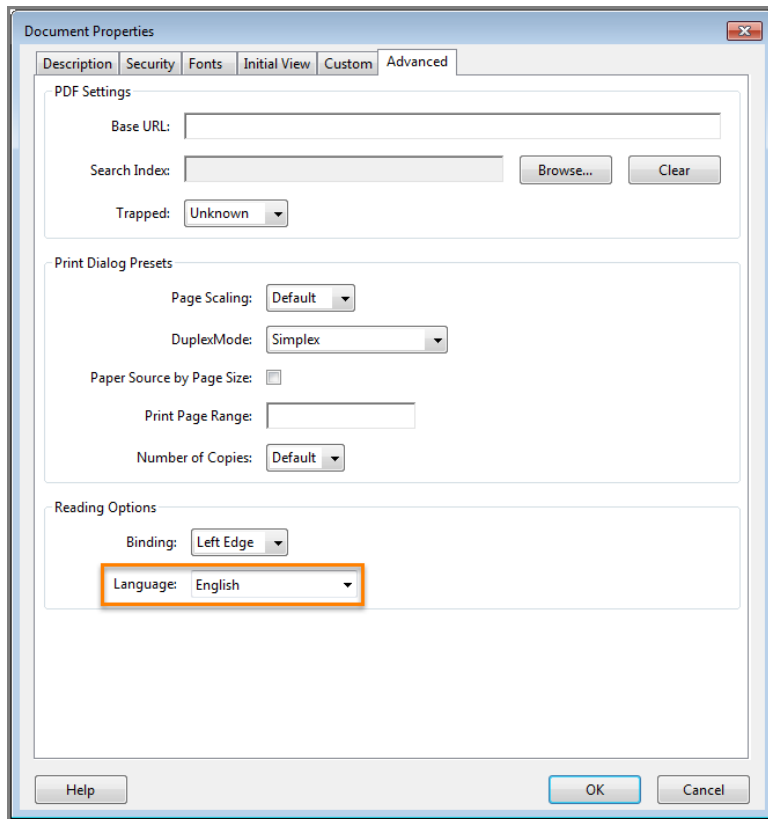 Document Properties
Description Security Fonts Initial View Custom Advanced
PDF Settings
Base URL:
Search Index: Browse... Clear
Trapped: Unknown
Print Dialog Presets
Page Scaling: Default
DuplexMode: Simplex
Paper Source by Page Size:
Print Page Range:
Number of Copies: Default
Reading Options
Binding: Left Edge
Language: English
Help OK Cancel